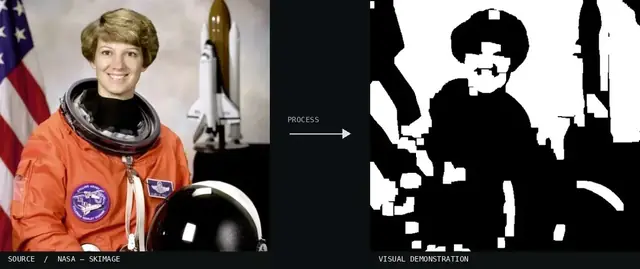 PROCESS
SOURCE / NASA — SKIMAGE
VISUAL DEMONSTRATION